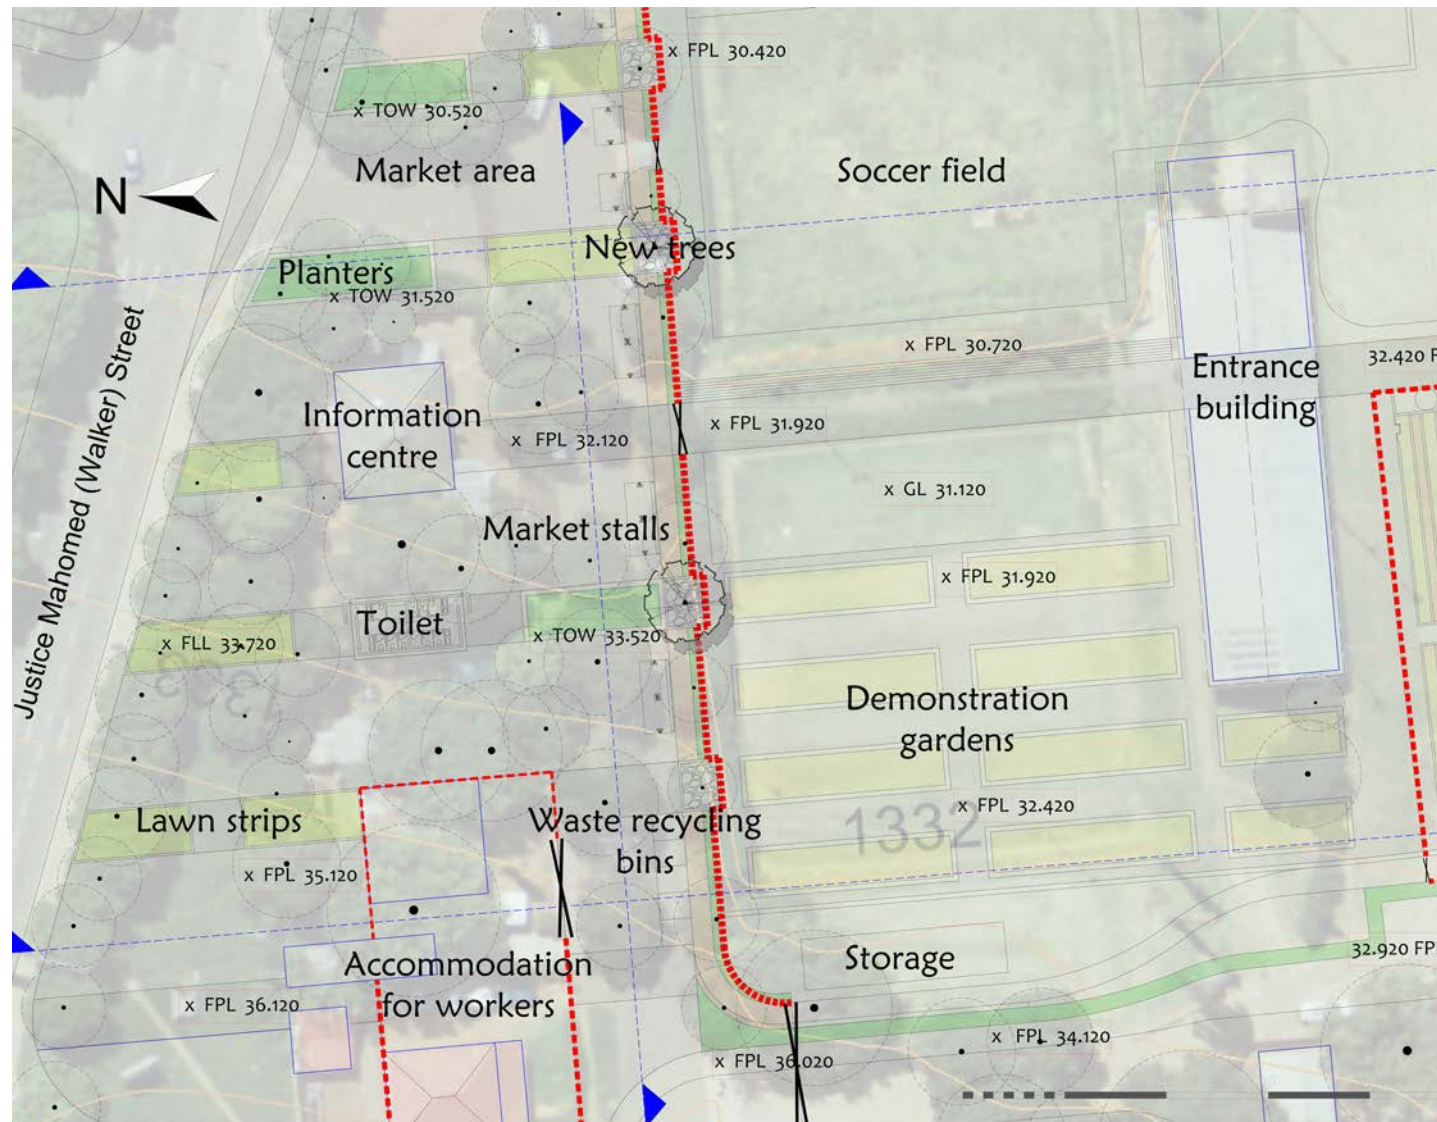 x FPL 30.420
x TOW 30.520
Market area
Soccer field
N
New trees
Planters
x TOW 31.520
x FPL 30.720
32.420 F
Entrance
building
Justice Mahomed (Walker) Street
Information
centre
x FPL 32.120
x FPL 31.920
x GL 31.120
Market stalls
x FPL 31.920
Toilet
x TOW 33.520
x FLL 33.720
1333
Demonstration
gardens
x FPL 32.420
1332
Lawn strips
Waste recycling
bins
x FPL 35.120
Storage
32.920 FP
Accommodation
for workers
x FPL 36.120
x FPL 34.120
x FPL 36.020